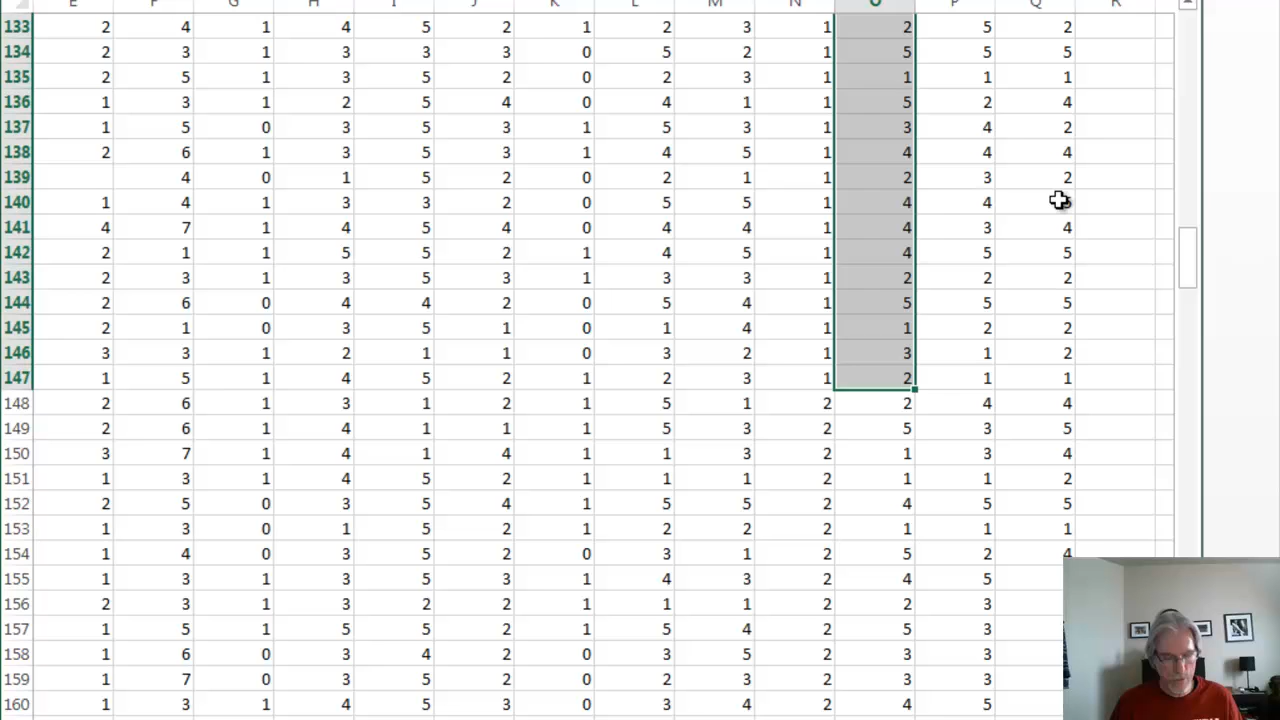 E F G H I J K L M N O P Q R
133 2 4 1 4 5 2 1 2 3 1 2 5 2
134 2 3 1 3 3 3 0 5 2 1 5 5 5
135 2 5 1 3 5 2 0 2 3 1 1 1 1
136 1 3 1 2 5 4 0 4 1 1 5 2 4
137 1 5 0 3 5 3 1 5 3 1 3 4 2
138 2 6 1 3 5 3 1 4 5 1 4 4 4
139 4 0 1 5 2 0 2 1 1 2 3 2
140 1 4 1 3 3 2 0 5 5 1 4 4
141 4 7 1 4 5 4 0 4 4 1 4 3 4
142 2 1 1 5 5 2 1 4 5 1 4 5 5
143 2 3 1 3 5 3 1 3 3 1 2 2 2
144 2 6 0 4 4 2 0 5 4 1 5 5 5
145 2 1 0 3 5 1 0 1 4 1 1 2 2
146 3 3 1 2 1 1 0 3 2 1 3 1 2
147 1 5 1 4 5 2 1 2 3 1 2 1 1
148 2 6 1 3 1 2 1 5 1 2 2 4 4
149 2 6 1 4 1 1 1 5 3 2 5 3 5
150 3 7 1 4 1 4 1 1 3 2 1 3 4
151 1 3 1 4 5 2 1 1 1 2 1 1 2
152 2 5 0 3 5 4 1 5 5 2 4 5 5
153 1 3 0 1 5 2 1 2 2 2 1 1 1
154 1 4 0 3 5 2 0 3 1 2 5 2 4
155 1 3 1 3 5 3 1 4 3 2 4 5
156 2 3 1 3 2 2 1 1 1 2 2 3
157 1 5 1 5 5 2 1 5 4 2 5 3
158 1 6 0 3 4 2 0 3 5 2 3 3
159 1 7 0 3 5 2 0 2 3 2 3 3
160 1 3 1 4 5 3 0 3 4 2 4 5